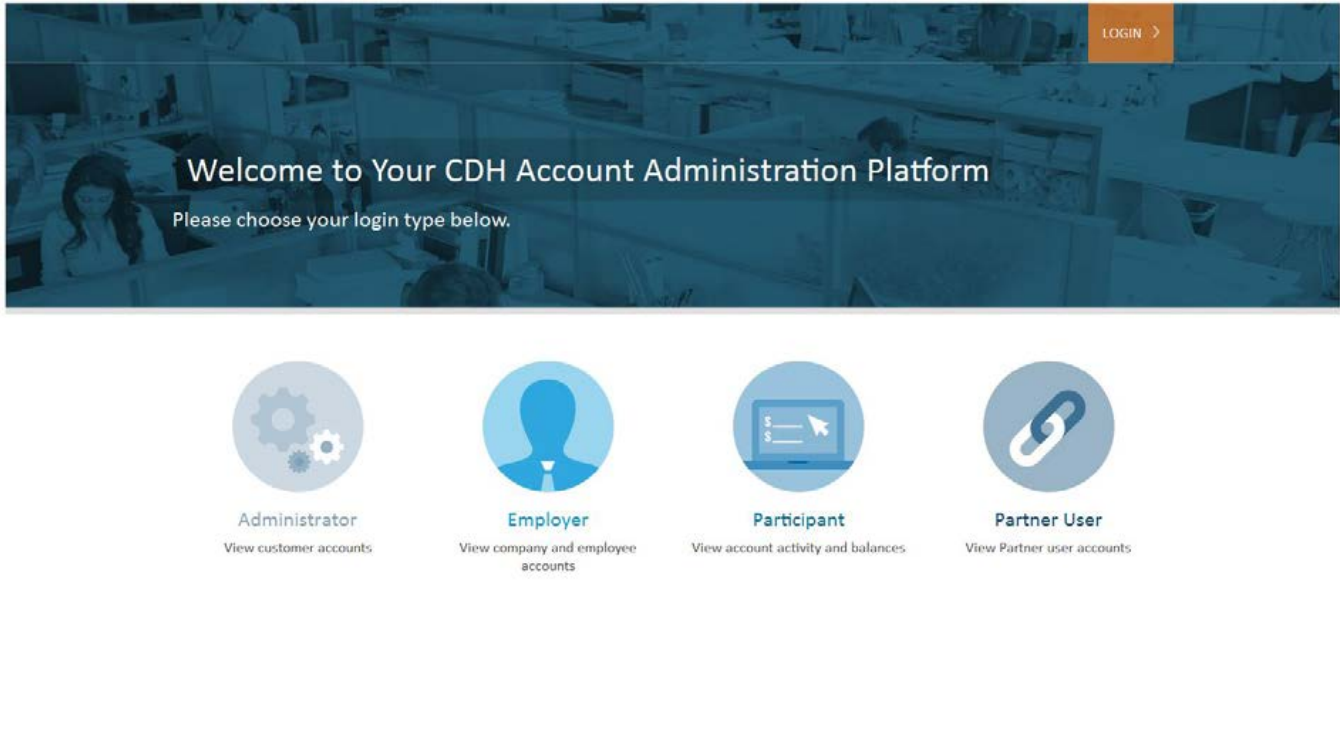 LOGIN >
Welcome to Your CDH Account Administration Platform
Please choose your login type below.
$
$
Administrator
View customer accounts
Employer
View company and employee
accounts
Participant
View account activity and balances
Partner User
View Partner user accounts